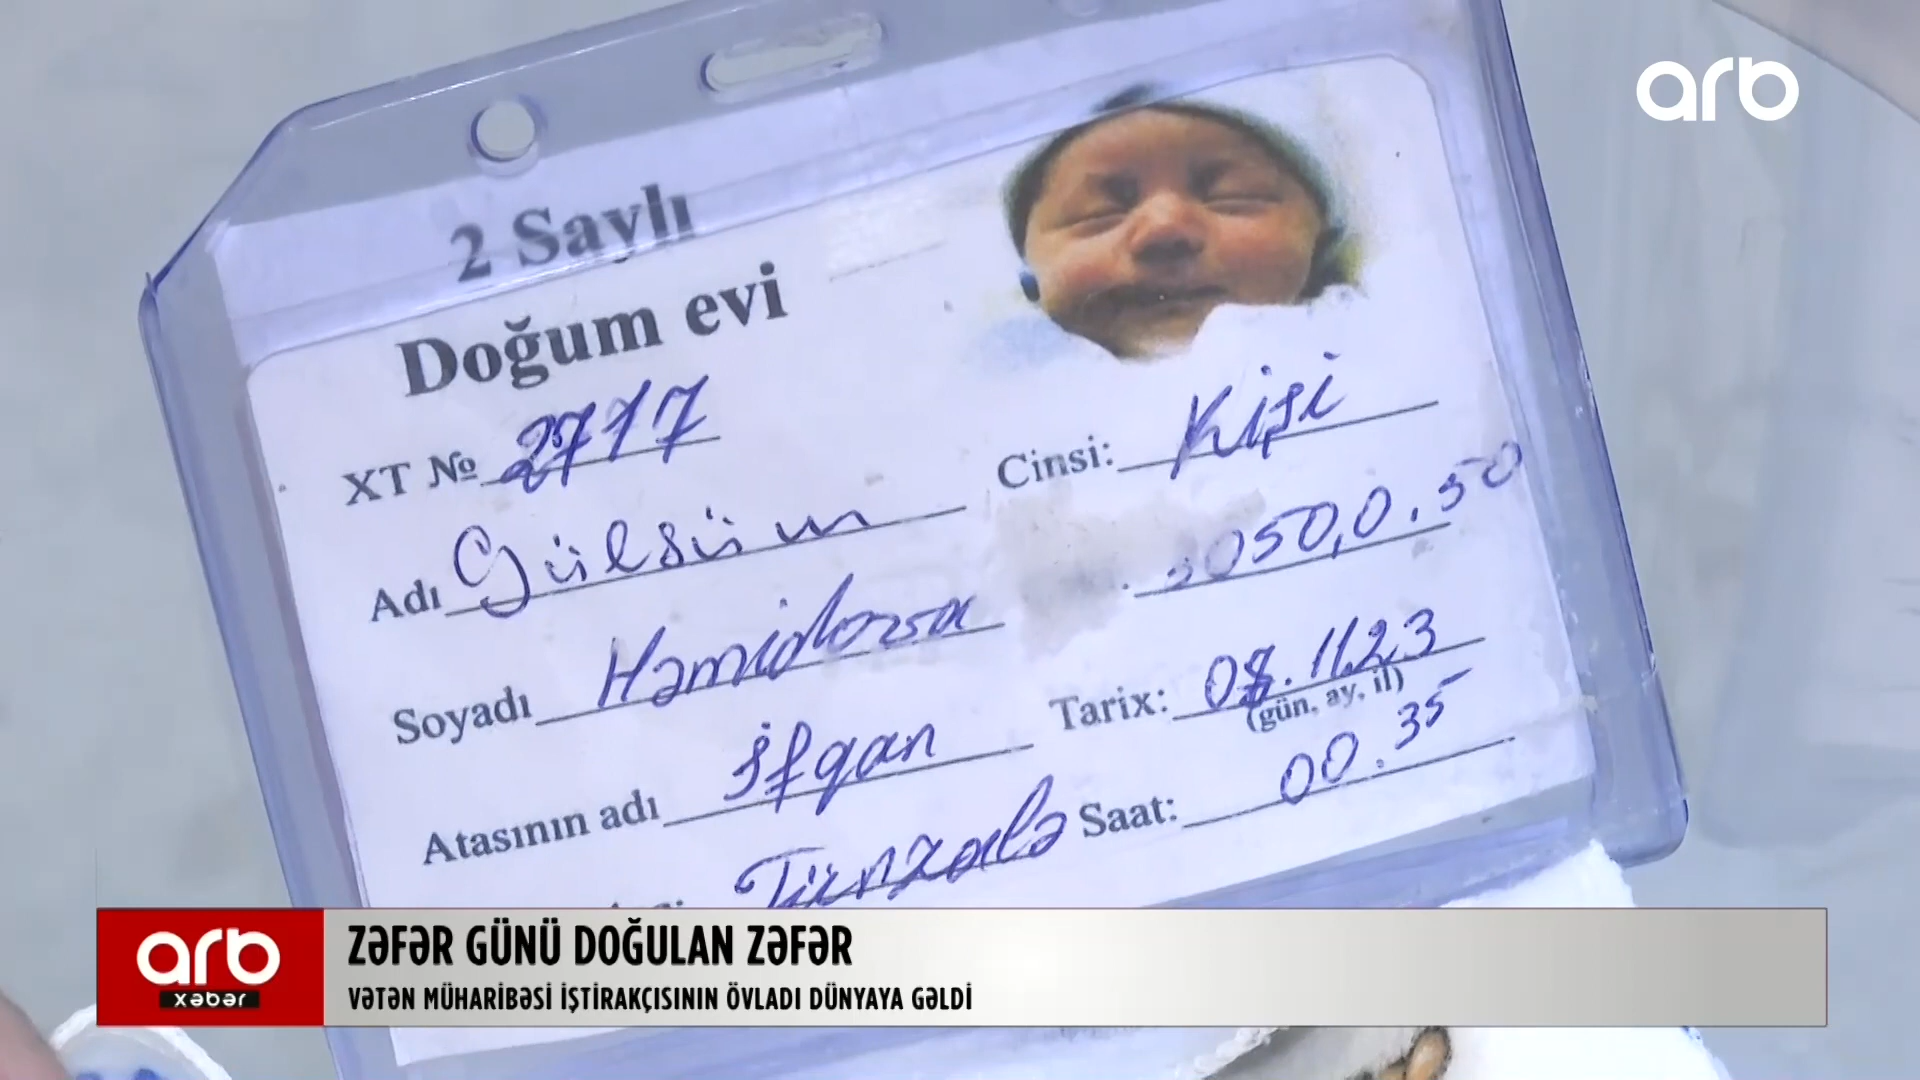 arb
2 Saylı
Doğum evi
XT № 2717
Cinsi: Kişi
Adı Gülsüm
3050,0. 50
Soyadı Həmidova
Tarix: 08.11.23
(gün, ay, il)
Atasının adı İfqan
Saat: 00.35
Tünzalə
arb
xəbər
ZƏFƏR GÜNÜ DOĞULAN ZƏFƏR
VƏTƏN MÜHARİBƏSİ İŞTİRAKÇISININ ÖVLADI DÜNYAYA GƏLDİ